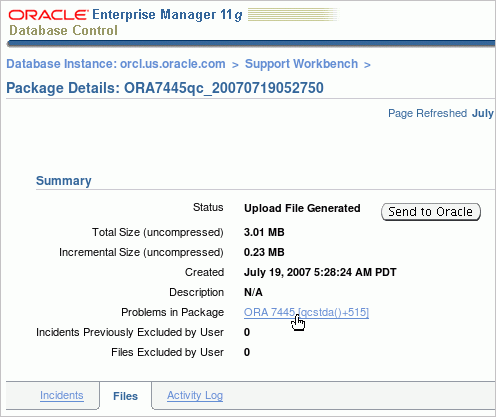 ORACLE Enterprise Manager 11g
Database Control
Database Instance: orcl.us.oracle.com > Support Workbench >
Package Details: ORA7445qc_20070719052750
Page Refreshed July
Summary
Status Upload File Generated Send to Oracle
Total Size (uncompressed) 3.01 MB
Incremental Size (uncompressed) 0.23 MB
Created July 19, 2007 5:28:24 AM PDT
Description N/A
Problems in Package ORA 7445 [qcstda()+515]
Incidents Previously Excluded by User 0
Files Excluded by User 0
Incidents Files Activity Log